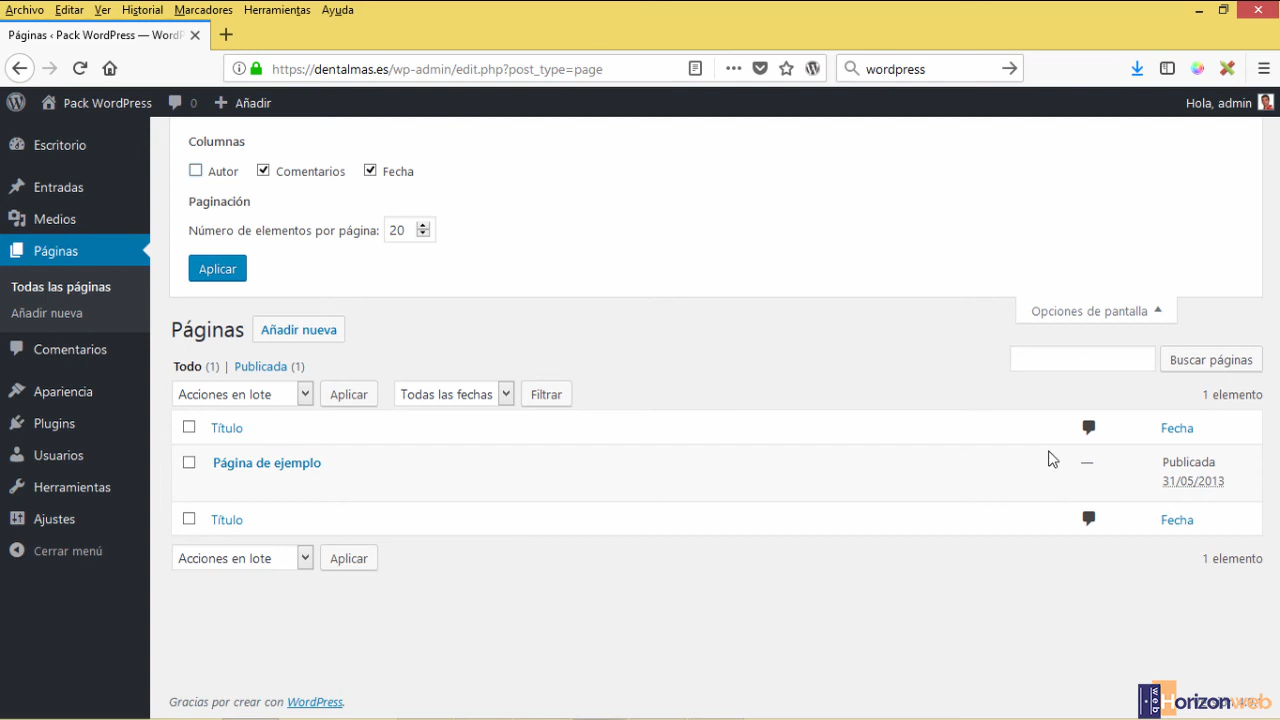 Archivo Editar Ver Historial Marcadores Herramientas Ayuda
Páginas ‹ Pack WordPress — WordP
https://dentalmas.es/wp-admin/edit.php?post_type=page wordpress
Pack WordPress 0 Añadir Hola, admin
Escritorio
Entradas
Medios
Páginas
Todas las páginas
Añadir nueva
Comentarios
Apariencia
Plugins
Usuarios
Herramientas
Ajustes
Cerrar menú
Columnas
Autor Comentarios Fecha
Paginación
Número de elementos por página: 20
Aplicar
Opciones de pantalla
Páginas Añadir nueva
Buscar páginas
Todo (1) | Publicada (1)
Acciones en lote Aplicar Todas las fechas Filtrar 1 elemento
Título Fecha
Página de ejemplo — Publicada
31/05/2013
Título Fecha
Acciones en lote Aplicar 1 elemento
Gracias por crear con WordPress.
web Horizonweb